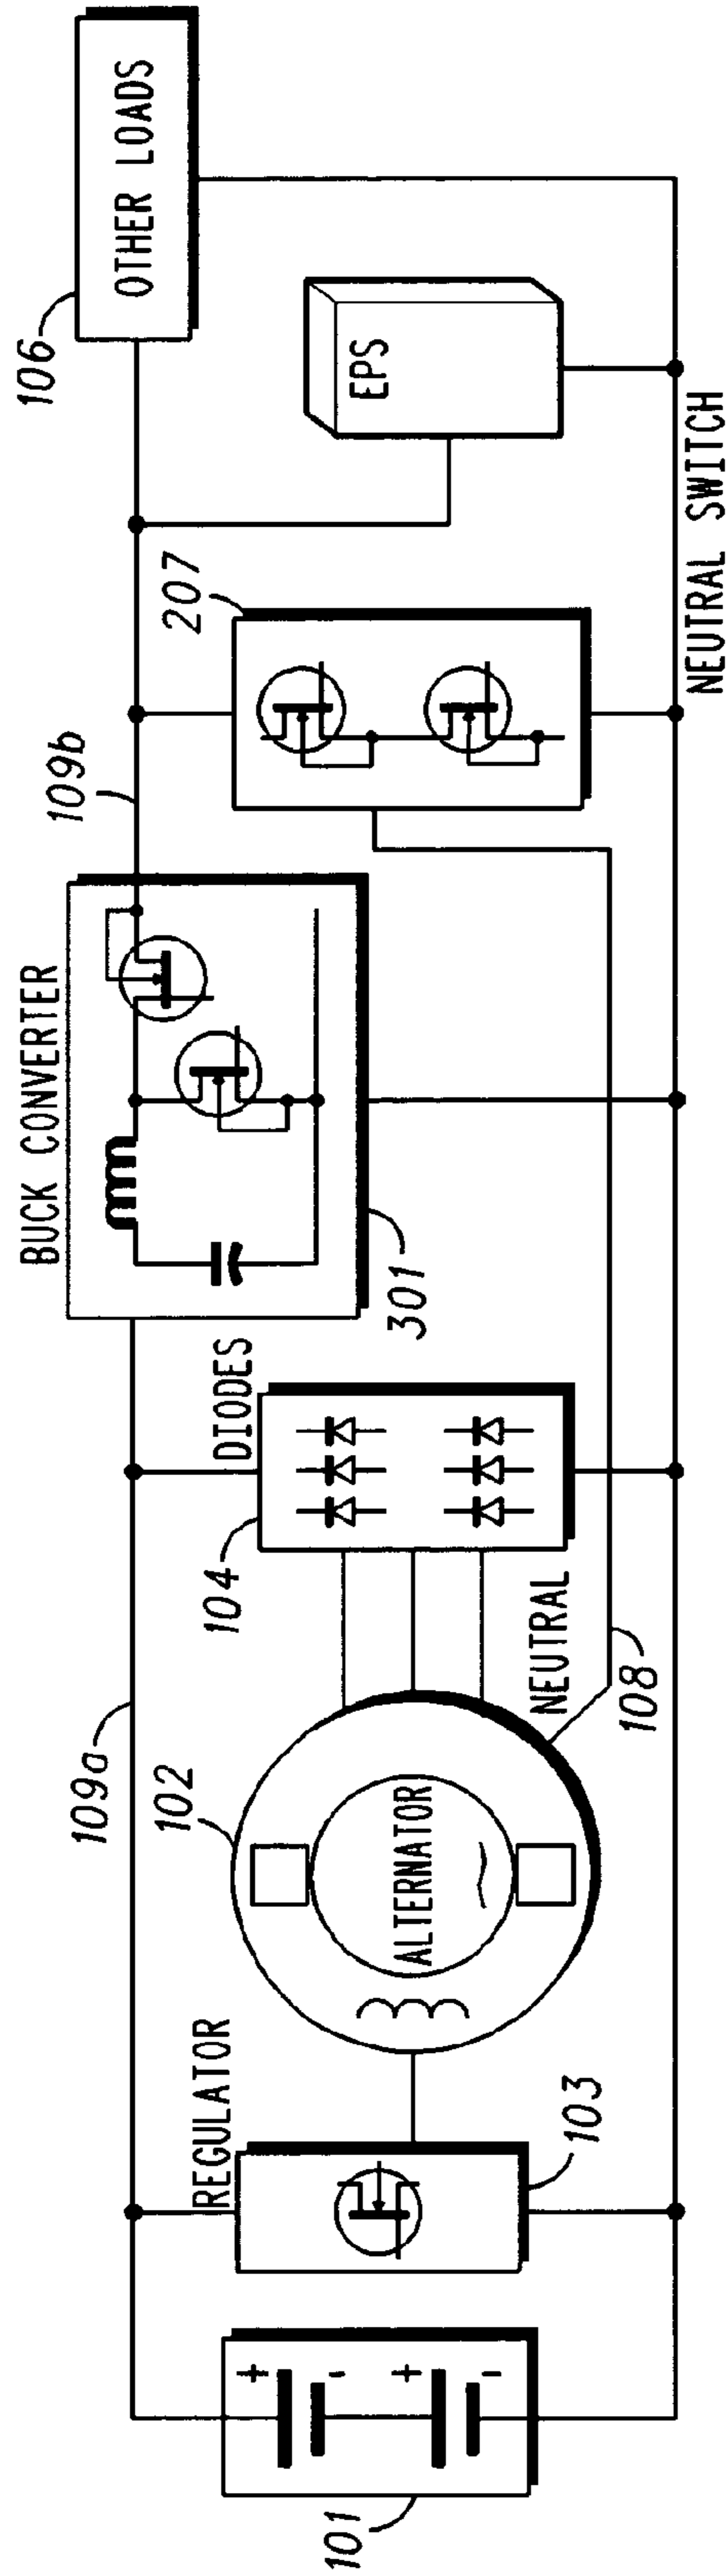 BUCK CONVERTER
106
OTHER LOADS
109a
109b
207
REGULATOR
102
104
DIODES
301
EPS
+
-
+
-
ALTERNATOR
101
103
NEUTRAL
108
NEUTRAL SWITCH